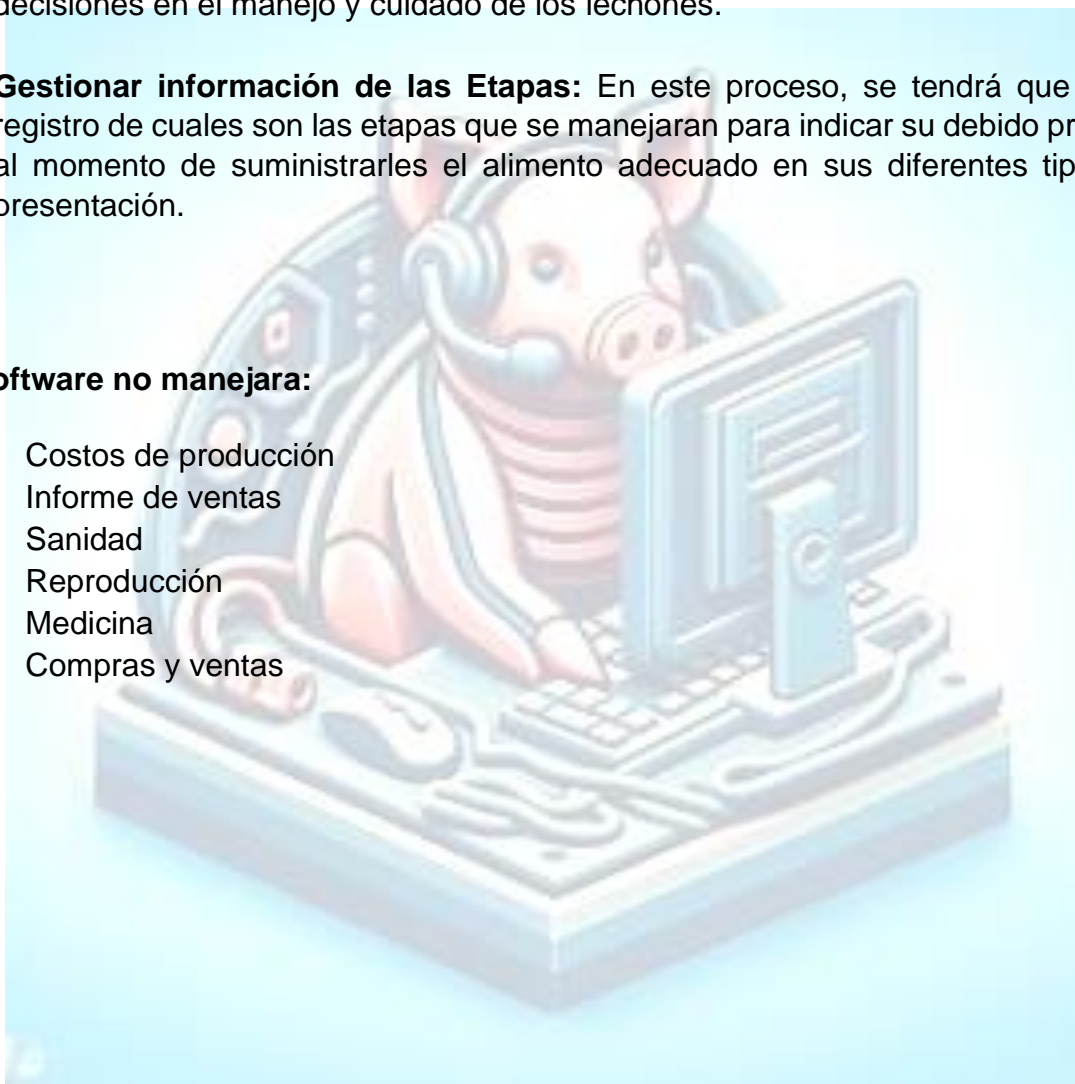 decisiones en el manejo y cuidado de los lechones.
Gestionar información de las Etapas: En este proceso, se tendrá que
registro de cuales son las etapas que se manejaran para indicar su debido pr
al momento de suministrarles el alimento adecuado en sus diferentes tip
presentación.
oftware no manejara:
Costos de producción
Informe de ventas
Sanidad
Reproducción
Medicina
Compras y ventas